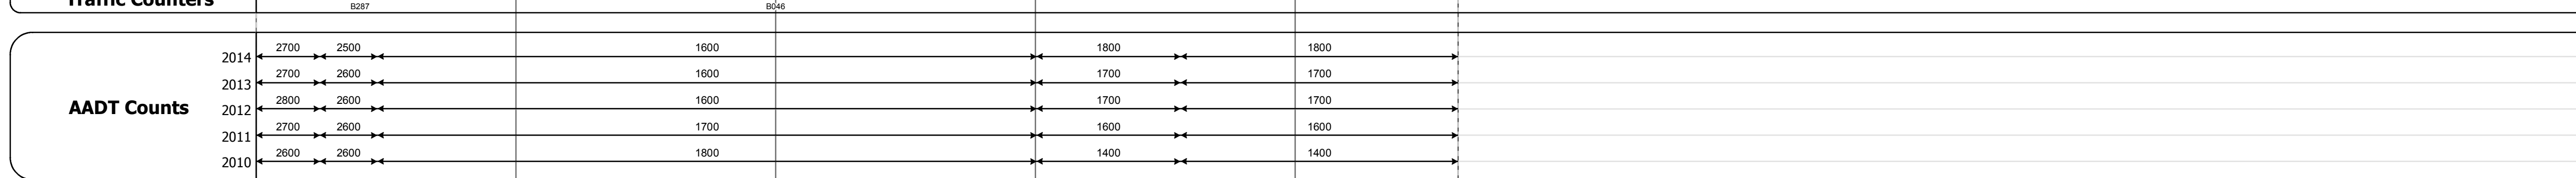 Traffic Counters
B287 B046
2700 2500 1600 1800 1800
2014
2700 2600 1600 1700 1700
2013
2800 2600 1600 1700 1700
AADT Counts 2012
2700 2600 1700 1600 1600
2011
2600 2600 1800 1400 1400
2010